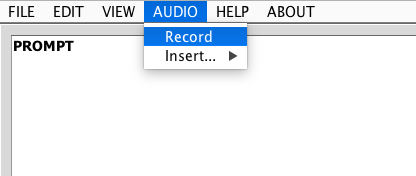 FILE EDIT VIEW AUDIO HELP ABOUT
Record
Insert...
PROMPT